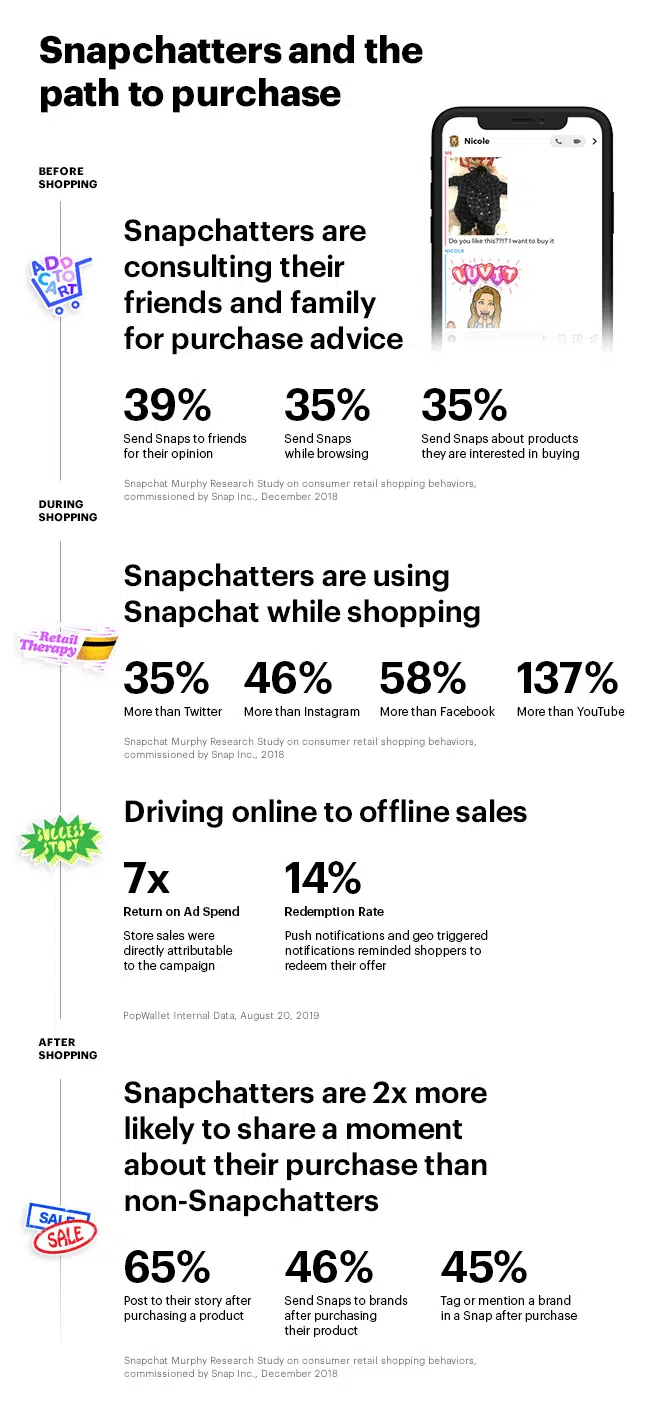 Snapchatters and the
path to purchase
Nicole
ME
Do you like this??!? I want to buy it
NICOLE
LUV IT
BEFORE
SHOPPING
ADD
TO
CART
Snapchatters are
consulting their
friends and family
for purchase advice
39%
Send Snaps to friends
for their opinion
35%
Send Snaps
while browsing
35%
Send Snaps about products
they are interested in buying
Snapchat Murphy Research Study on consumer retail shopping behaviors,
commissioned by Snap Inc., December 2018
DURING
SHOPPING
Snapchatters are using
Snapchat while shopping
Retail
Therapy
35%
More than Twitter
46%
More than Instagram
58%
More than Facebook
137%
More than YouTube
Snapchat Murphy Research Study on consumer retail shopping behaviors,
commissioned by Snap Inc., 2018
Driving online to offline sales
SUCCESS
STORY
7x
Return on Ad Spend
Store sales were
directly attributable
to the campaign
14%
Redemption Rate
Push notifications and geo triggered
notifications reminded shoppers to
redeem their offer
PopWallet Internal Data, August 20, 2019
AFTER
SHOPPING
Snapchatters are 2x more
likely to share a moment
about their purchase than
non-Snapchatters
SALE
SALE
65%
Post to their story after
purchasing a product
46%
Send Snaps to brands
after purchasing
their product
45%
Tag or mention a brand
in a Snap after purchase
Snapchat Murphy Research Study on consumer retail shopping behaviors,
commissioned by Snap Inc., December 2018